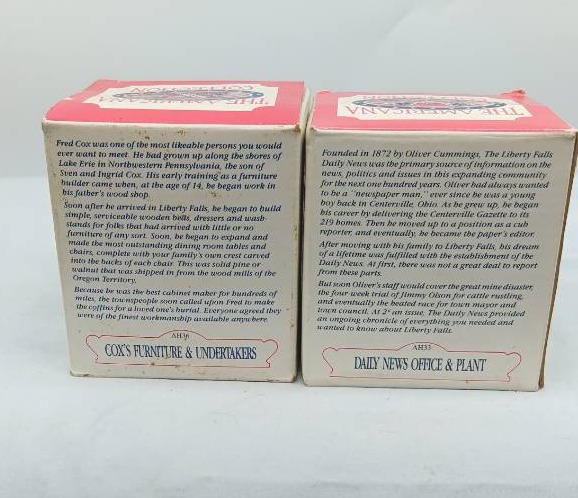 THE AMERICANA
COLLECTION
Fred Cox was one of the most likeable persons you would
ever want to meet. He had grown up along the shores of
Lake Erie in Northwestern Pennsylvania, the son of
Sven and Ingrid Cox. His early training as a furniture
builder came when, at the age of 14, he began work in
his father's wood shop.
Soon after he arrived in Liberty Falls, he began to build
simple, serviceable wooden beds, dressers and wash-
stands for folks that had arrived with little or no
furniture of any sort. Soon, he began to expand and
made the most outstanding dining room tables and
chairs, complete with your family's own crest carved
into the backs of each chair. This was solid pine or
walnut that was shipped in from the wood mills of the
Oregon Territory.
Because he was the best cabinet maker for hundreds of
miles, the townspeople soon called upon Fred to make
the coffins for a loved one's burial. Everyone agreed they
were of the finest workmanship available anywhere.
AH36
COX'S FURNITURE & UNDERTAKERS
THE AMERICANA
Founded in 1872 by Oliver Cummings, The Liberty Falls
Daily News was the primary source of information on the
news, politics and issues in this expanding community
for the next one hundred years. Oliver had always wanted
to be a "newspaper man," ever since he was a young
boy back in Centerville, Ohio. As he grew up, he began
his career by delivering the Centerville Gazette to its
219 homes. Then he moved up to a position as a cub
reporter, and eventually, he became the paper's editor.
After moving with his family to Liberty Falls, his dream
of a lifetime was fulfilled with the establishment of the
Daily News. At first, there was not a great deal to report
from these parts.
But soon Oliver's staff would cover the great mine disaster,
the four week trial of Jimmy Olson for cattle rustling,
and eventually the heated race for town mayor and
town council. At 2¢ an issue, The Daily News provided
an ongoing chronicle of everything you needed and
wanted to know about Liberty Falls.
AH33
DAILY NEWS OFFICE & PLANT